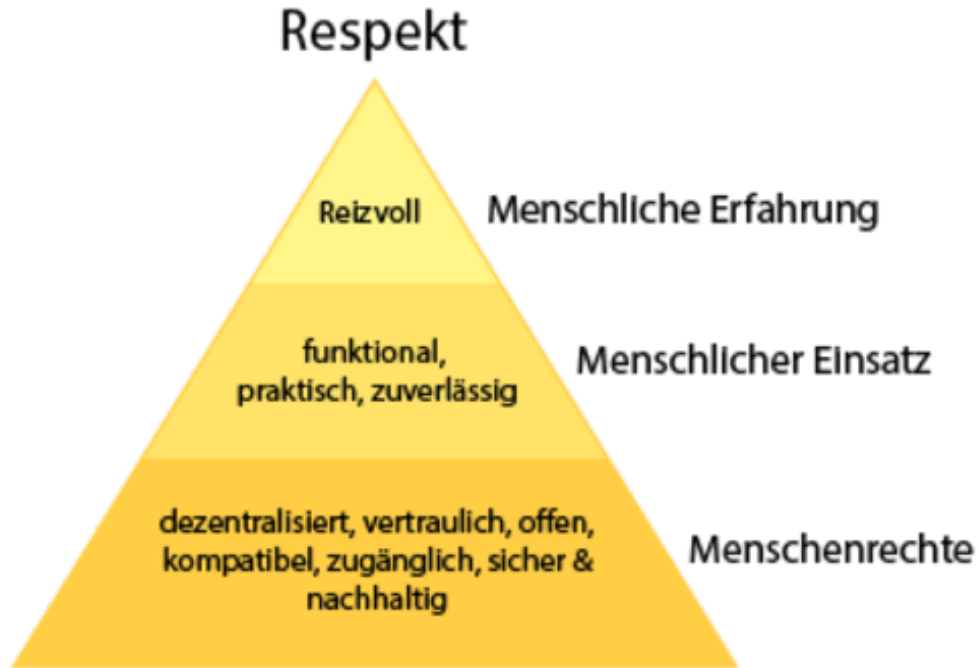 Respekt
Reizvoll
Menschliche Erfahrung
funktional,
praktisch, zuverlässig
Menschlicher Einsatz
dezentralisiert, vertraulich, offen,
kompatibel, zugänglich, sicher &
nachhaltig
Menschenrechte